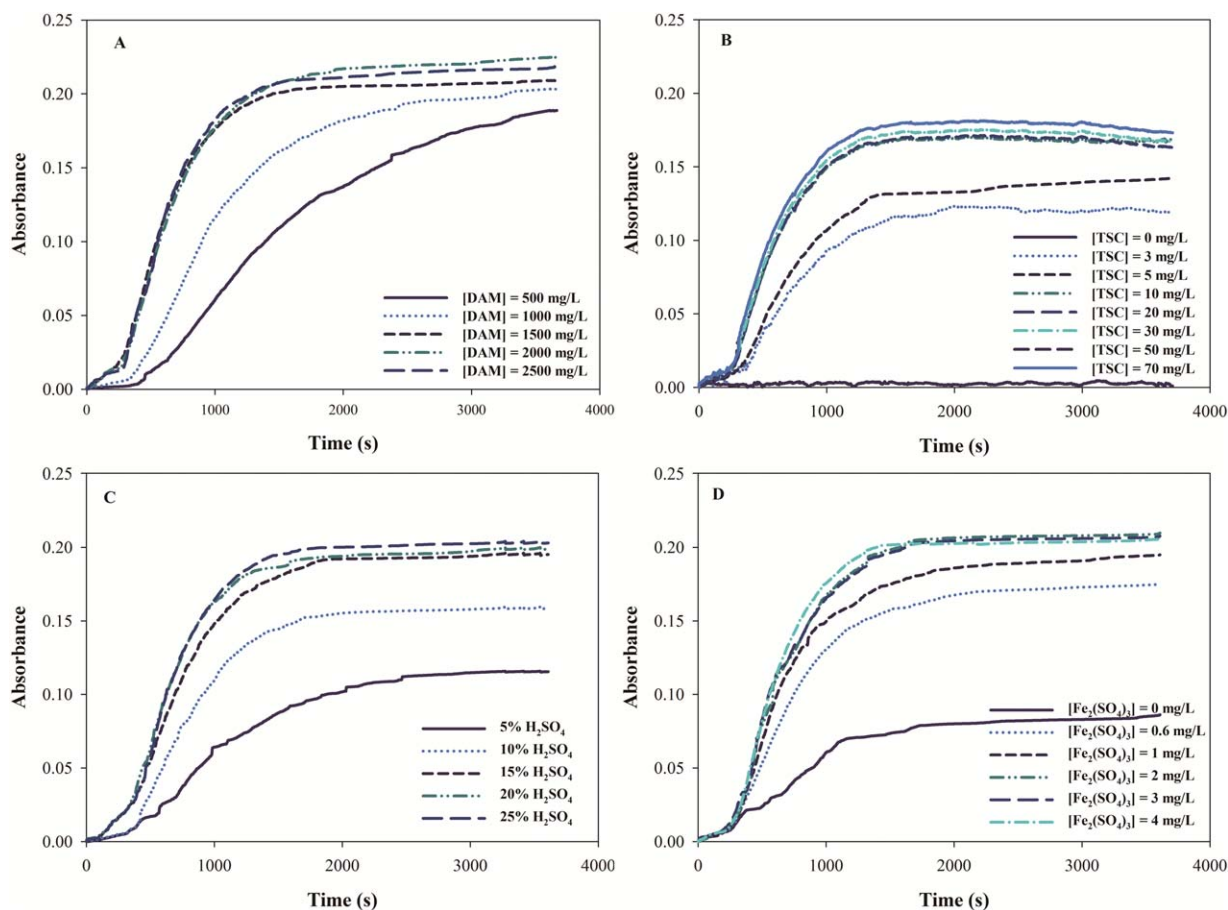 A
Absorbance
0.25
0.20
0.15
0.10
0.05
0.00
[DAM] = 500 mg/L
[DAM] = 1000 mg/L
[DAM] = 1500 mg/L
[DAM] = 2000 mg/L
[DAM] = 2500 mg/L
0 1000 2000 3000 4000
Time (s)
B
Absorbance
0.25
0.20
0.15
0.10
0.05
0.00
[TSC] = 0 mg/L
[TSC] = 3 mg/L
[TSC] = 5 mg/L
[TSC] = 10 mg/L
[TSC] = 20 mg/L
[TSC] = 30 mg/L
[TSC] = 50 mg/L
[TSC] = 70 mg/L
0 1000 2000 3000 4000
Time (s)
C
Absorbance
0.25
0.20
0.15
0.10
0.05
0.00
5% H₂SO₄
10% H₂SO₄
15% H₂SO₄
20% H₂SO₄
25% H₂SO₄
0 1000 2000 3000 4000
Time (s)
D
Absorbance
0.25
0.20
0.15
0.10
0.05
0.00
[Fe₂(SO₄)₃] = 0 mg/L
[Fe₂(SO₄)₃] = 0.6 mg/L
[Fe₂(SO₄)₃] = 1 mg/L
[Fe₂(SO₄)₃] = 2 mg/L
[Fe₂(SO₄)₃] = 3 mg/L
[Fe₂(SO₄)₃] = 4 mg/L
0 1000 2000 3000 4000
Time (s)